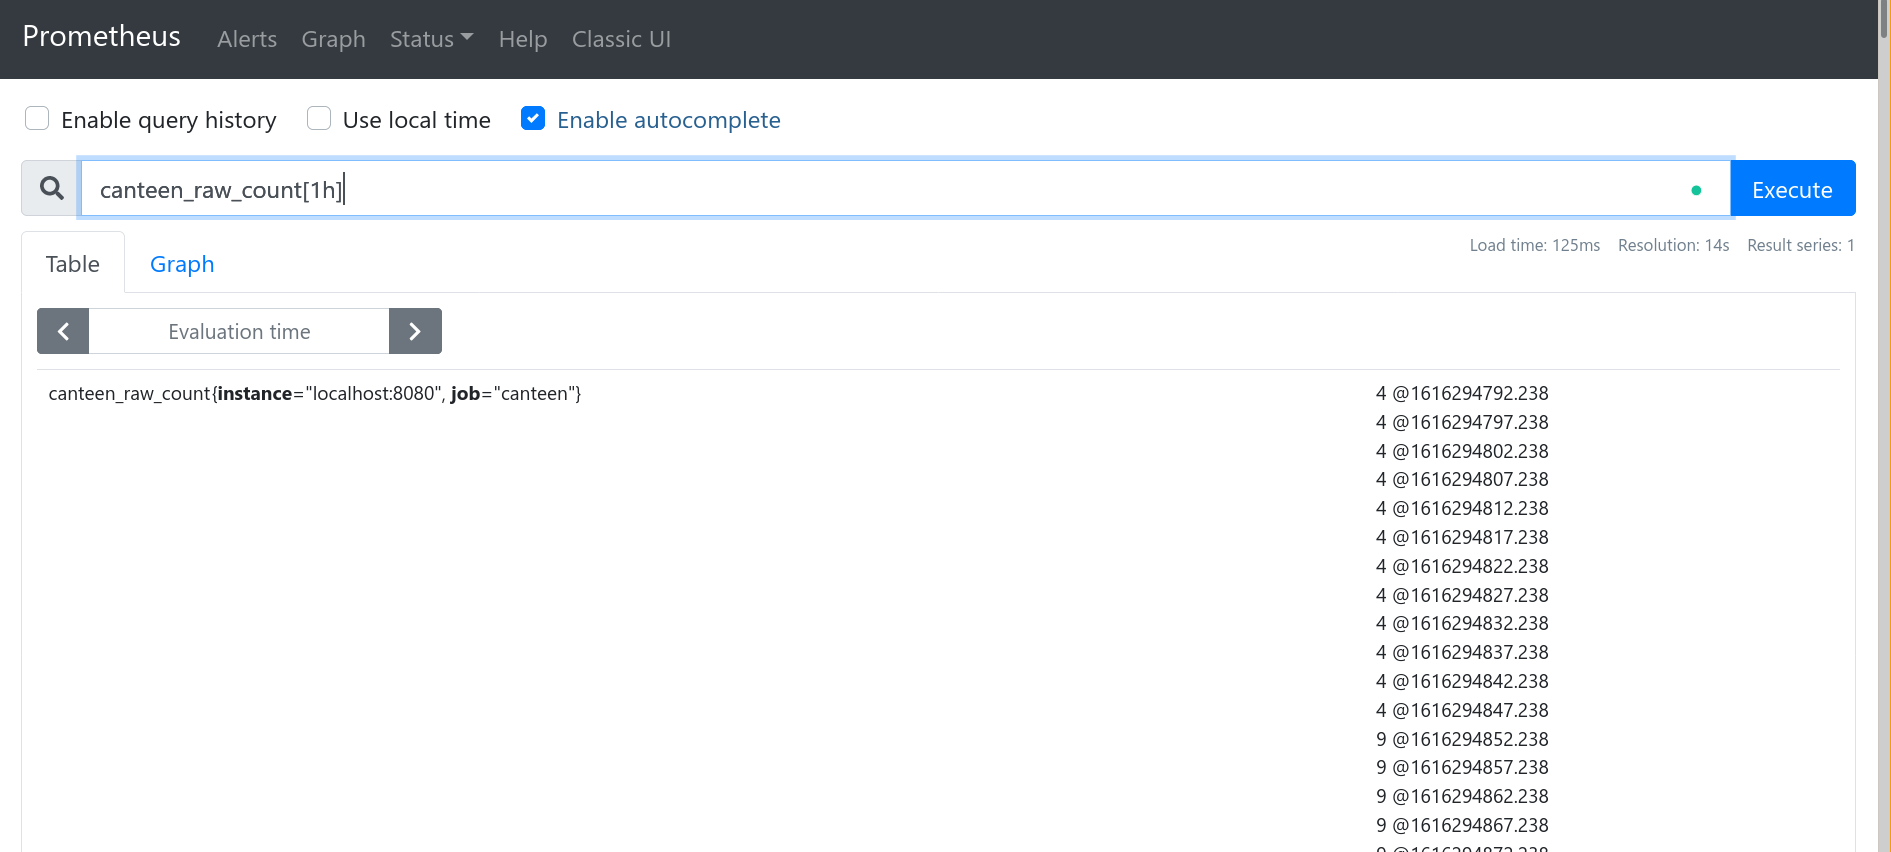 Prometheus Alerts Graph Status Help Classic UI
Enable query history Use local time Enable autocomplete
canteen_raw_count[1h] Execute
Load time: 125ms Resolution: 14s Result series: 1
Table Graph
Evaluation time
canteen_raw_count{instance="localhost:8080", job="canteen"} 4 @1616294792.238
4 @1616294797.238
4 @1616294802.238
4 @1616294807.238
4 @1616294812.238
4 @1616294817.238
4 @1616294822.238
4 @1616294827.238
4 @1616294832.238
4 @1616294837.238
4 @1616294842.238
4 @1616294847.238
9 @1616294852.238
9 @1616294857.238
9 @1616294862.238
9 @1616294867.238